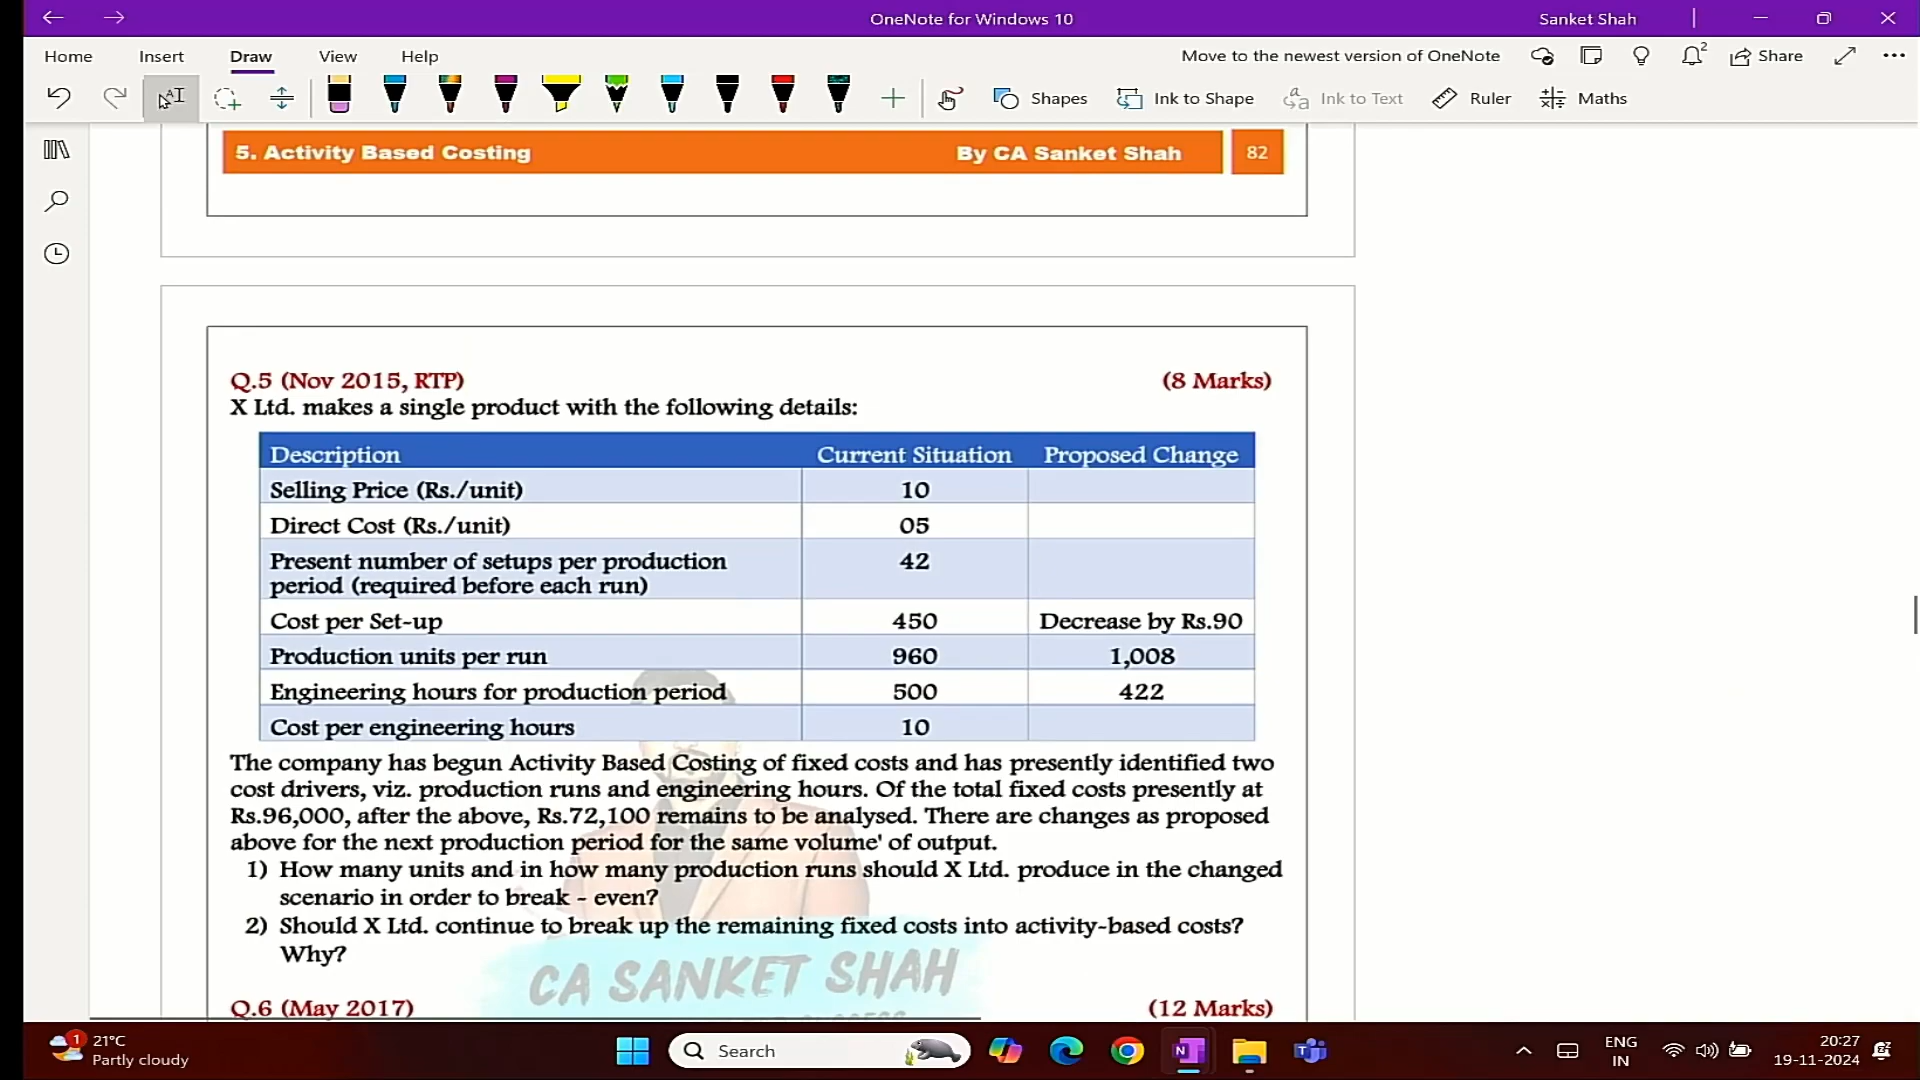 OneNote for Windows 10
Sanket Shah
Home Insert Draw View Help
Move to the newest version of OneNote
2
Share
Shapes
Ink to Shape
Ink to Text
Ruler
Maths
5. Activity Based Costing By CA Sanket Shah 82
Q.5 (Nov 2015, RTP) (8 Marks)
X Ltd. makes a single product with the following details:
Description Current Situation Proposed Change
Selling Price (Rs./unit) 10
Direct Cost (Rs./unit) 05
Present number of setups per production
period (required before each run) 42
Cost per Set-up 450 Decrease by Rs.90
Production units per run 960 1,008
Engineering hours for production period 500 422
Cost per engineering hours 10
The company has begun Activity Based Costing of fixed costs and has presently identified two
cost drivers, viz. production runs and engineering hours. Of the total fixed costs presently at
Rs.96,000, after the above, Rs.72,100 remains to be analysed. There are changes as proposed
above for the next production period for the same volume' of output.
1) How many units and in how many production runs should X Ltd. produce in the changed
scenario in order to break - even?
2) Should X Ltd. continue to break up the remaining fixed costs into activity-based costs?
Why?
CA SANKET SHAH
Q.6 (May 2017) (12 Marks)
1
21°C
Partly cloudy
Search
ENG
IN
20:27
19-11-2024